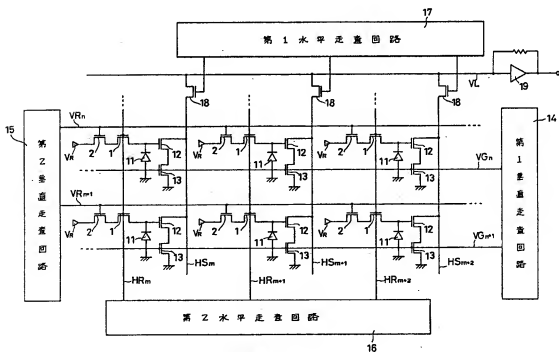 17
第1水平走査回路
VL
19
18 18 18
15
第2垂直走査回路
14
第1垂直走査回路
VRn
VR 2 1 11 12 13
VR 2 1 11 12 13
VR 2 1 11 12 13
VGn
VRn+1
VR 2 1 11 12 13
VR 2 1 11 12 13
VR 2 1 11 12 13
VGn+1
HRm HSm HRm+1 HSm+1 HRm+2 HSm+2
第2水平走査回路
16